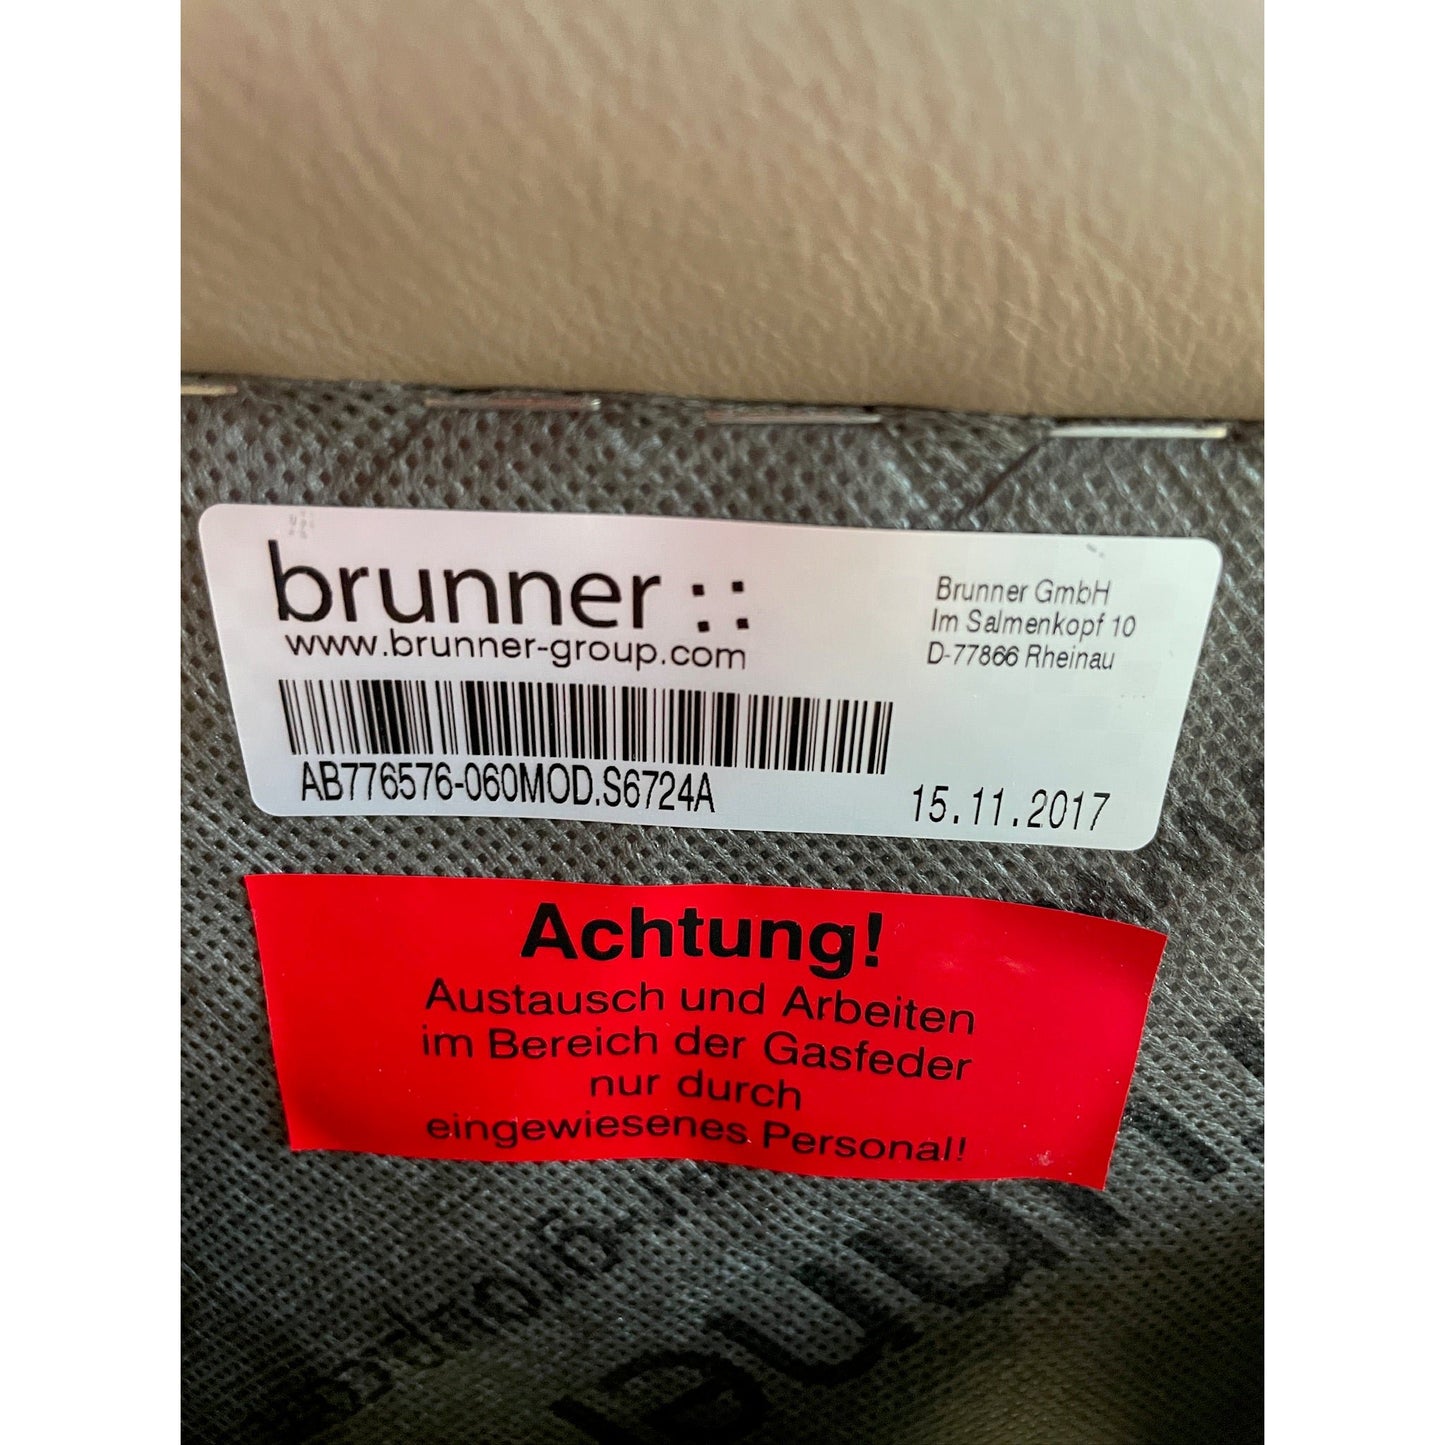 brunner ::
www.brunner-group.com
Brunner GmbH
Im Salmenkopf 10
D-77866 Rheinau
AB776576-060MOD.S6724A
15.11.2017
Achtung!
Austausch und Arbeiten
im Bereich der Gasfeder
nur durch
eingewiesenes Personal!